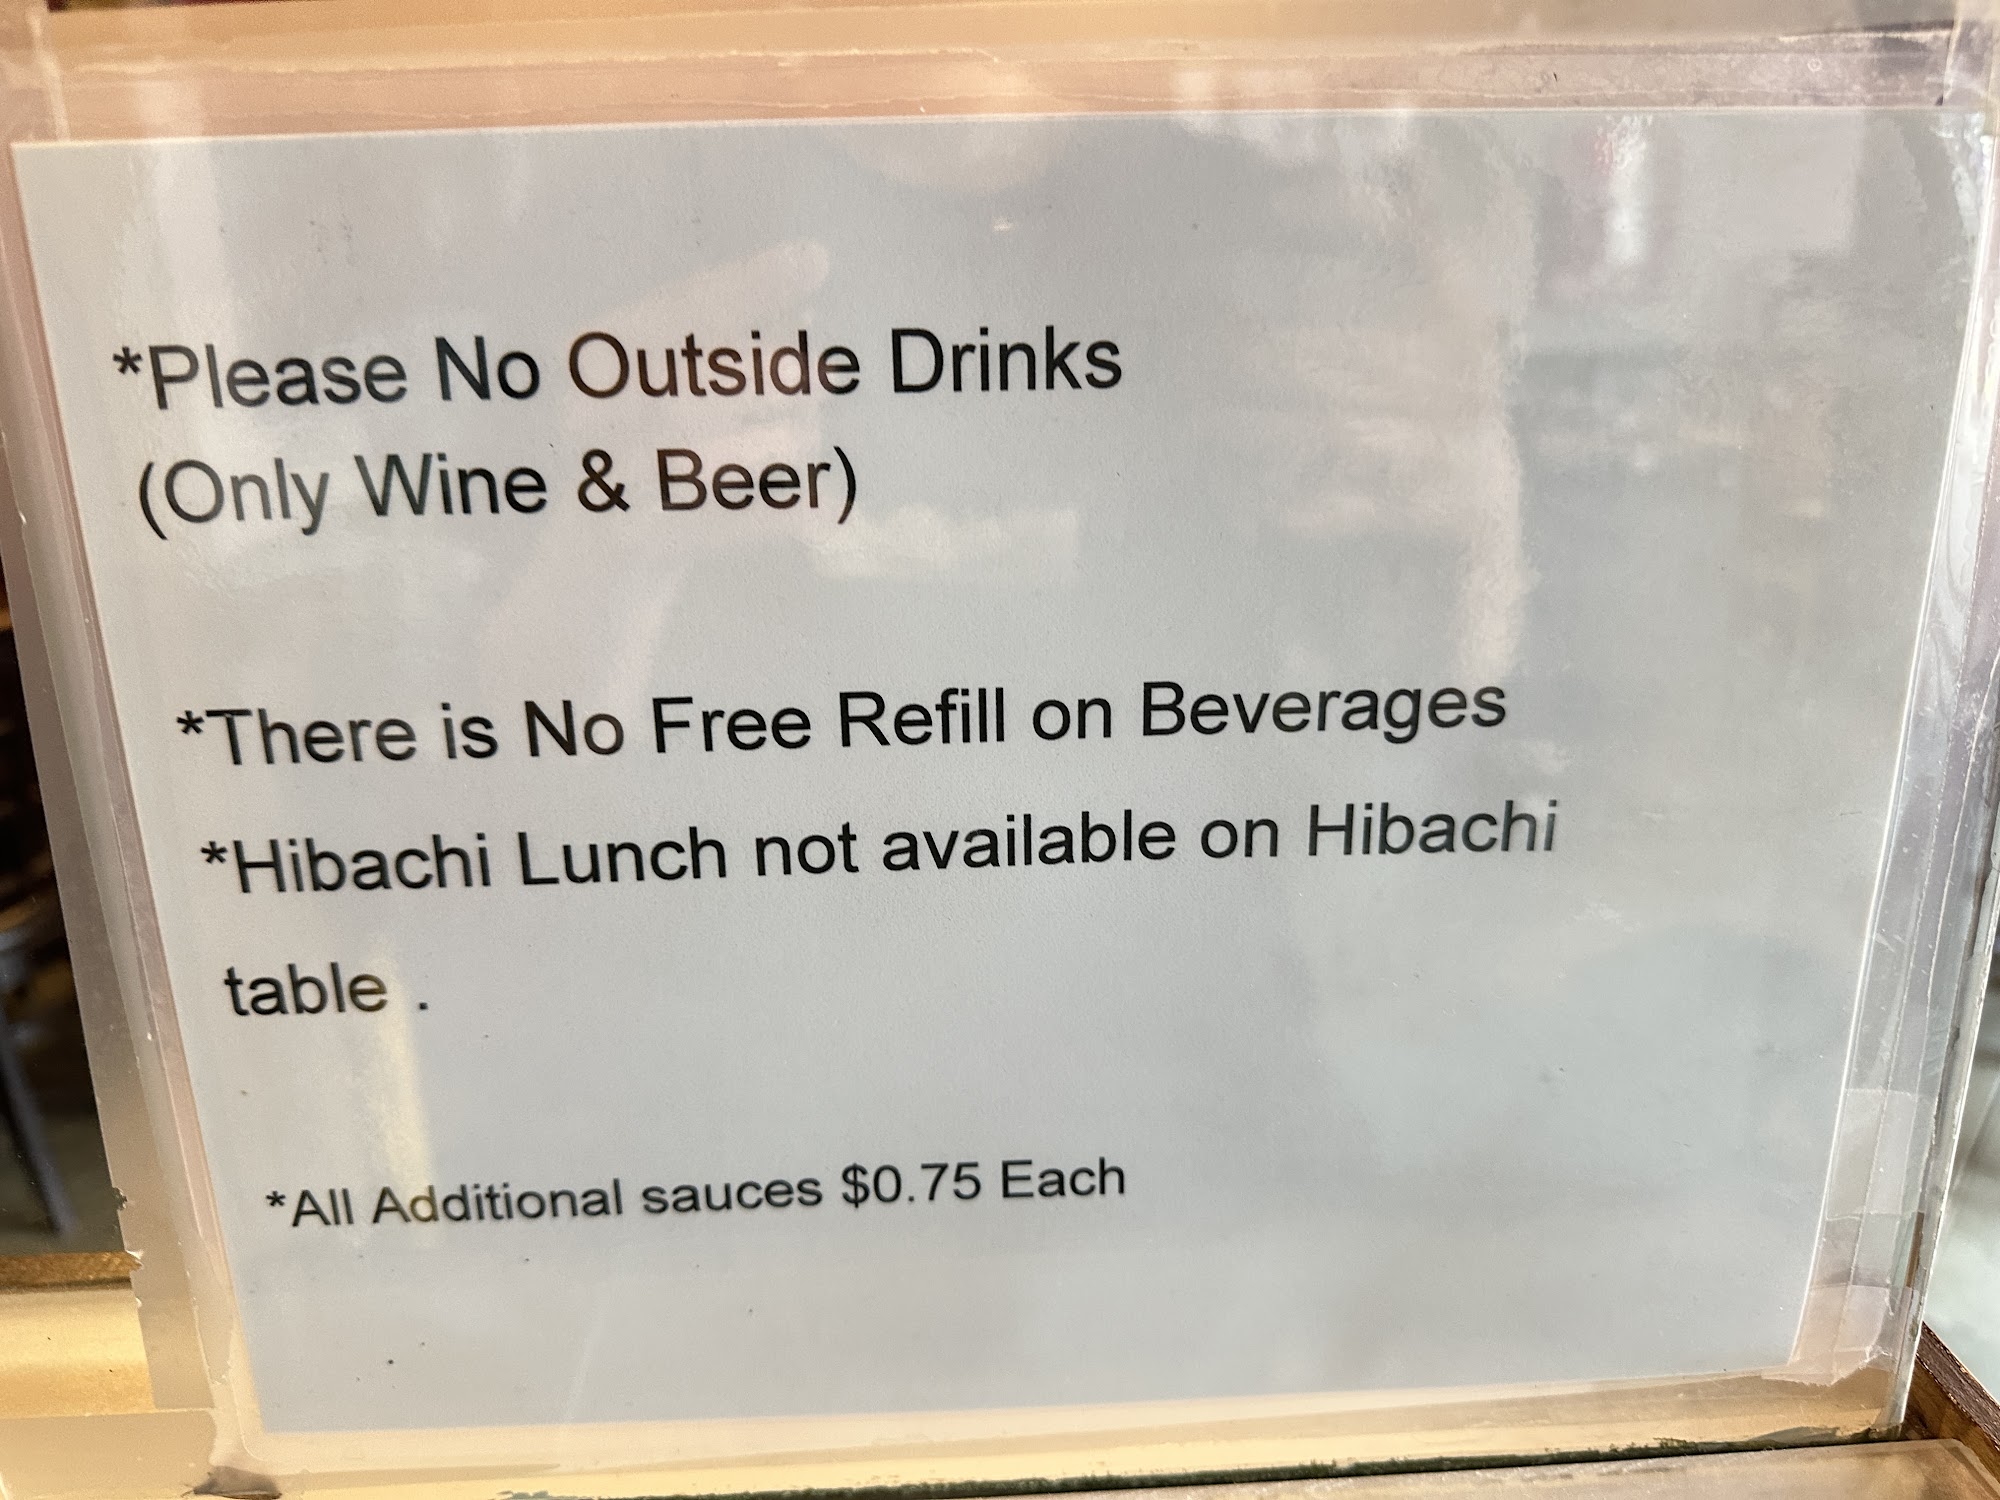 *Please No Outside Drinks
(Only Wine & Beer)
*There is No Free Refill on Beverages
*Hibachi Lunch not available on Hibachi
table .
*All Additional sauces $0.75 Each